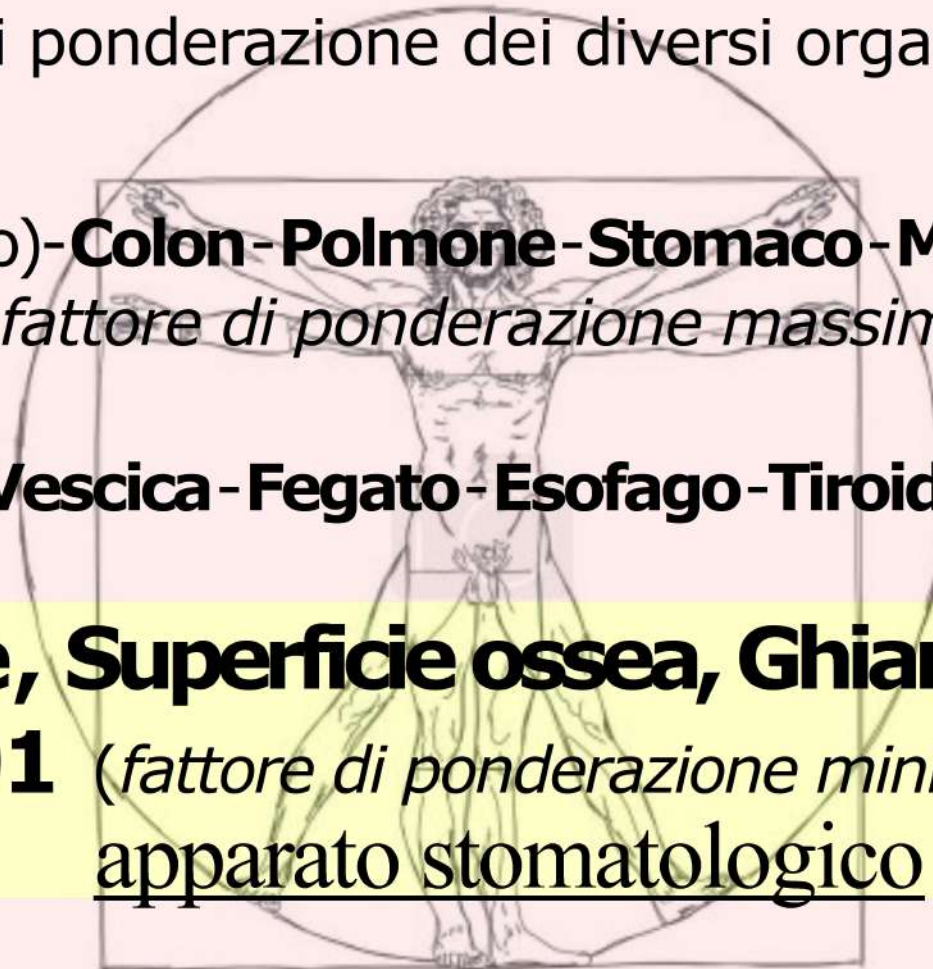 i ponderazione dei diversi orga
o)-Colon-Polmone-Stomaco-M
fattore di ponderazione massim
Vescica-Fegato-Esofago-Tiroid
e, Superficie ossea, Ghiar
01 (fattore di ponderazione mini
apparato stomatologico